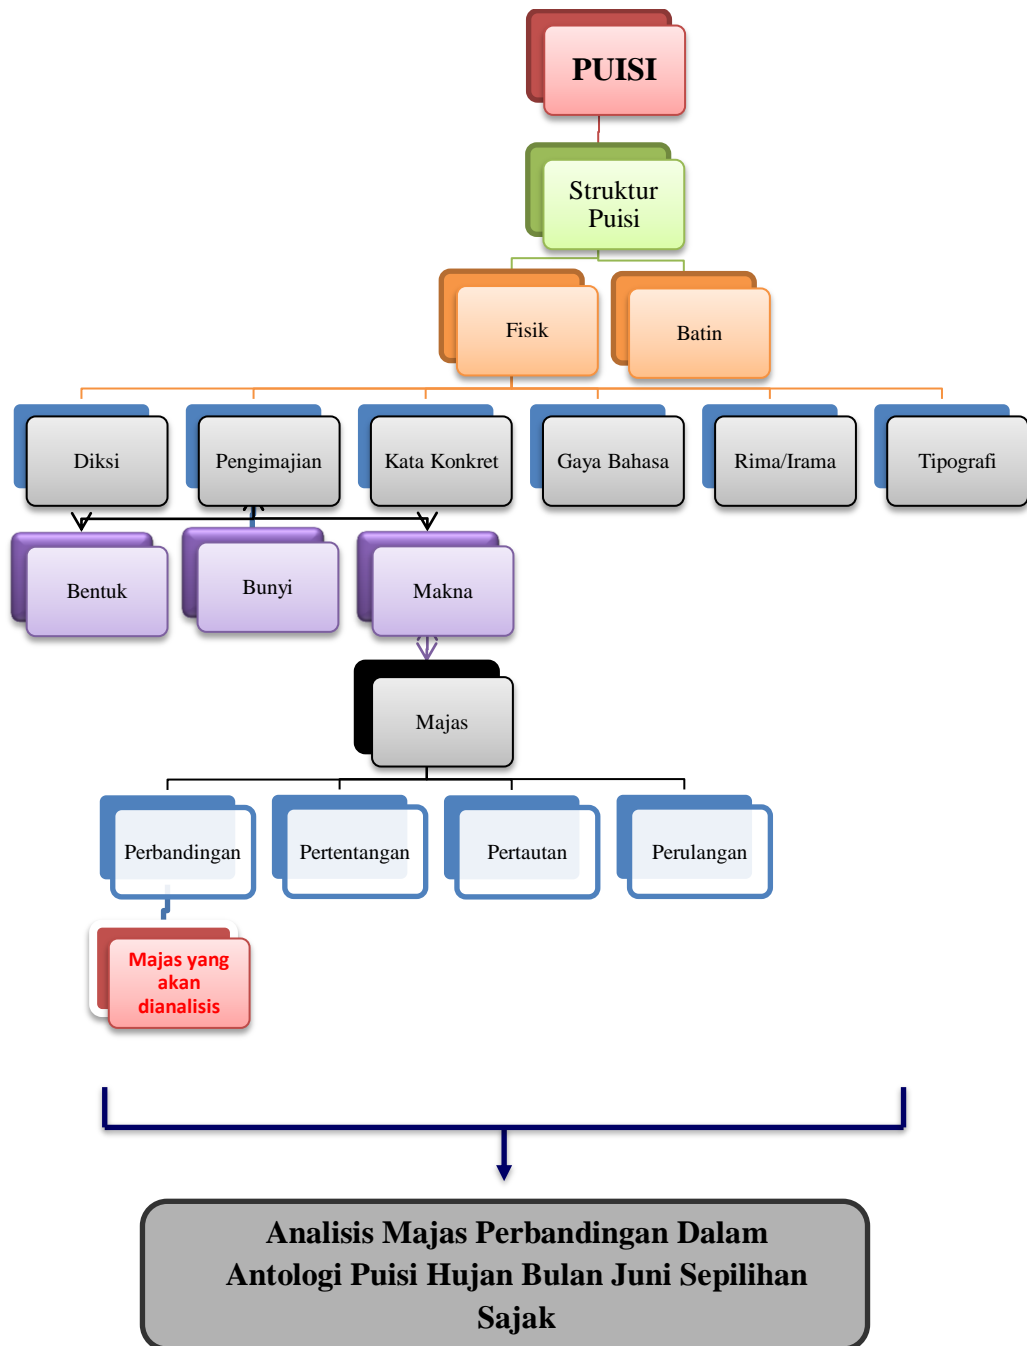 PUISI
Struktur
Puisi
Fisik
Batin
Diksi
Pengimajian
Kata Konkret
Gaya Bahasa
Rima/Irama
Tipografi
Bentuk
Bunyi
Makna
Majas
Perbandingan
Pertentangan
Pertautan
Perulangan
Majas yang
akan
dianalisis
Analisis Majas Perbandingan Dalam
Antologi Puisi Hujan Bulan Juni Sepilihan
Sajak